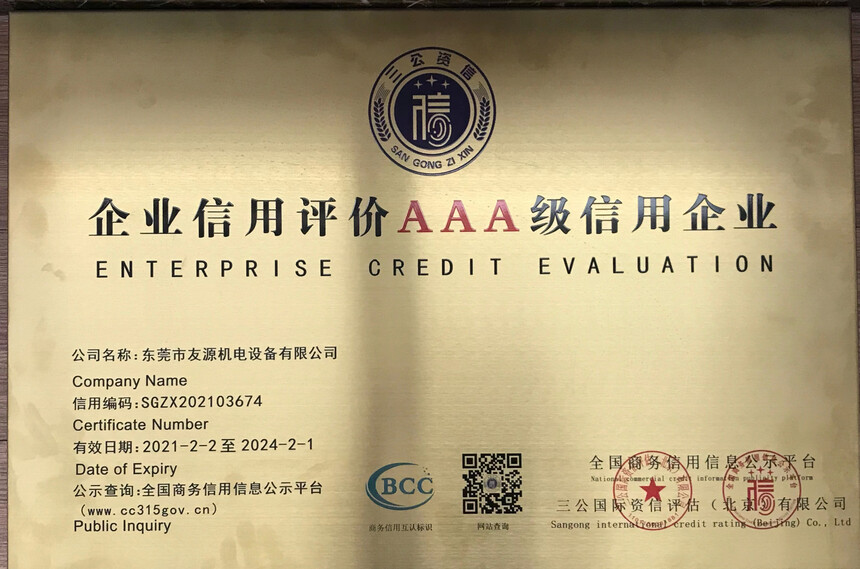 三公资信
信
SAN GONG ZI XIN
企业信用评价AAA级信用企业
ENTERPRISE CREDIT EVALUATION
公司名称:东莞市友源机电设备有限公司
Company Name
信用编码:SGZX202103674
Certificate Number
有效日期:2021-2-2至2024-2-1
Date of Expiry
公示查询:全国商务信用信息公示平台
(www.cc315gov.cn)
Public Inquiry
BCC
商务信用互认标识
网站查询
全国商务信用信息公示平台
National commercial credit information publicity platform
三公国际资信评估(北京)有限公司
Sangong international credit rating (BeiJing) Co., Ltd